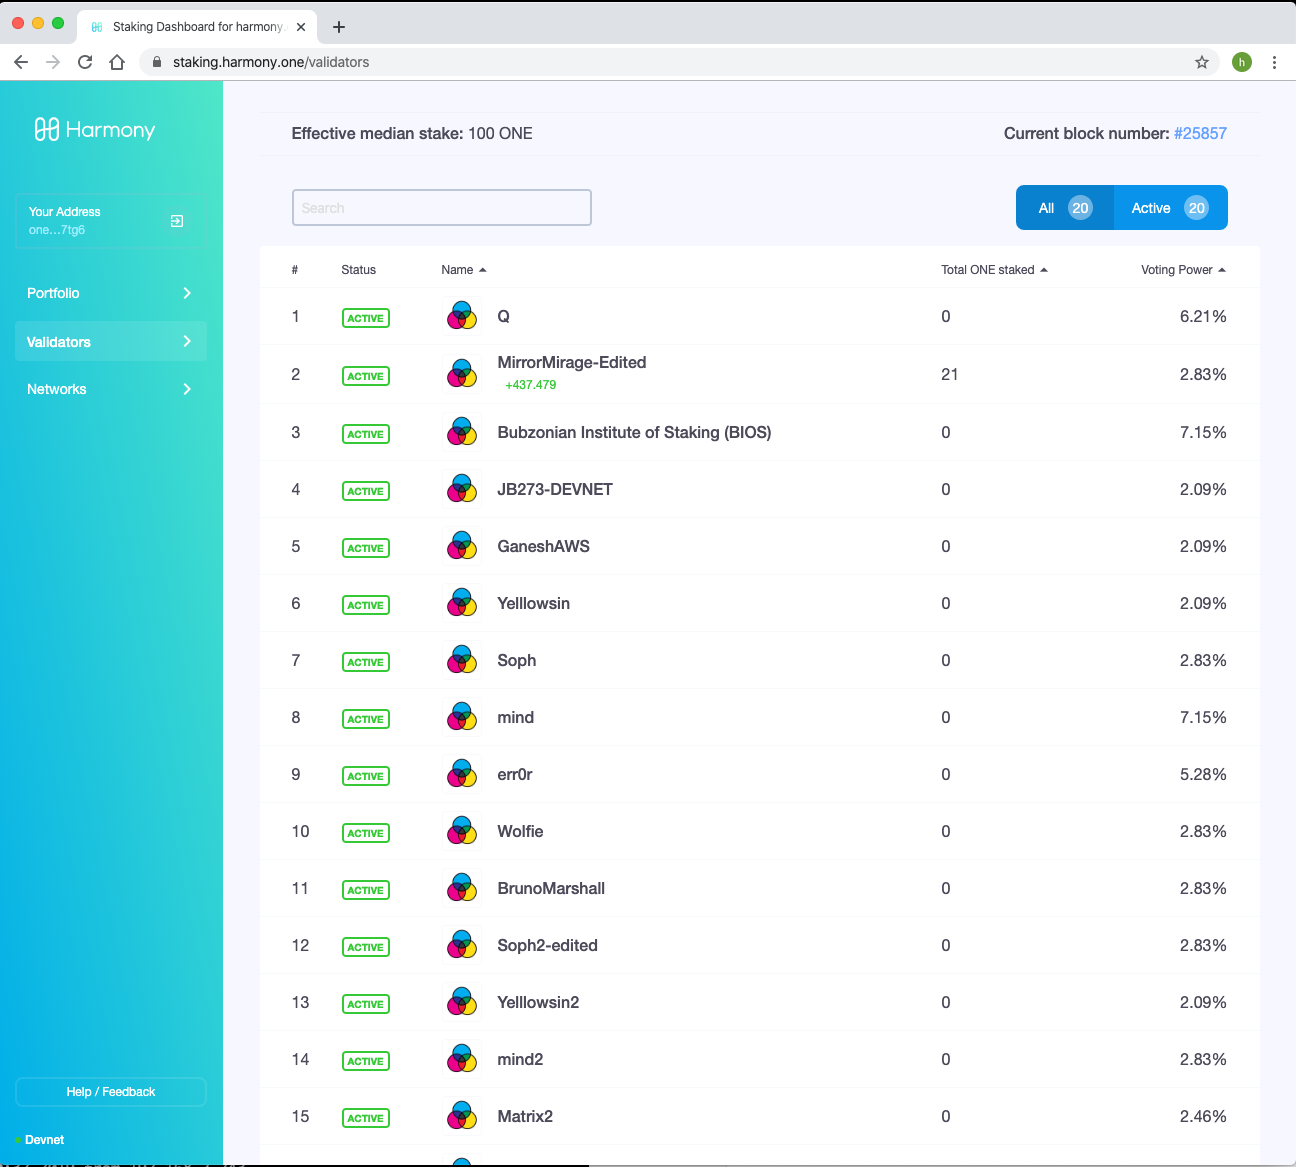 Staking Dashboard for harmony.
staking.harmony.one/validators
h
Harmony
Your Address
one...7tg6
Portfolio
Validators
Networks
Help / Feedback
Devnet
Effective median stake: 100 ONE
Current block number: #25857
Search
All 20 Active 20
# Status Name Total ONE staked Voting Power
1 ACTIVE Q 0 6.21%
2 ACTIVE MirrorMirage-Edited 21 2.83%
+437.479
3 ACTIVE Bubzonian Institute of Staking (BIOS) 0 7.15%
4 ACTIVE JB273-DEVNET 0 2.09%
5 ACTIVE GaneshAWS 0 2.09%
6 ACTIVE Yelllowsin 0 2.09%
7 ACTIVE Soph 0 2.83%
8 ACTIVE mind 0 7.15%
9 ACTIVE err0r 0 5.28%
10 ACTIVE Wolfie 0 2.83%
11 ACTIVE BrunoMarshall 0 2.83%
12 ACTIVE Soph2-edited 0 2.83%
13 ACTIVE Yelllowsin2 0 2.09%
14 ACTIVE mind2 0 2.83%
15 ACTIVE Matrix2 0 2.46%